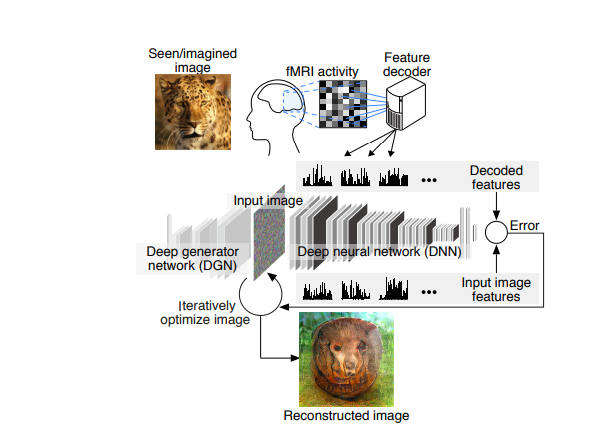 Seen/imagined
image
fMRI activity
Feature
decoder
Decoded
features
Input image
Error
Deep generator
network (DGN)
Deep neural network (DNN)
Input image
features
Iteratively
optimize image
Reconstructed image